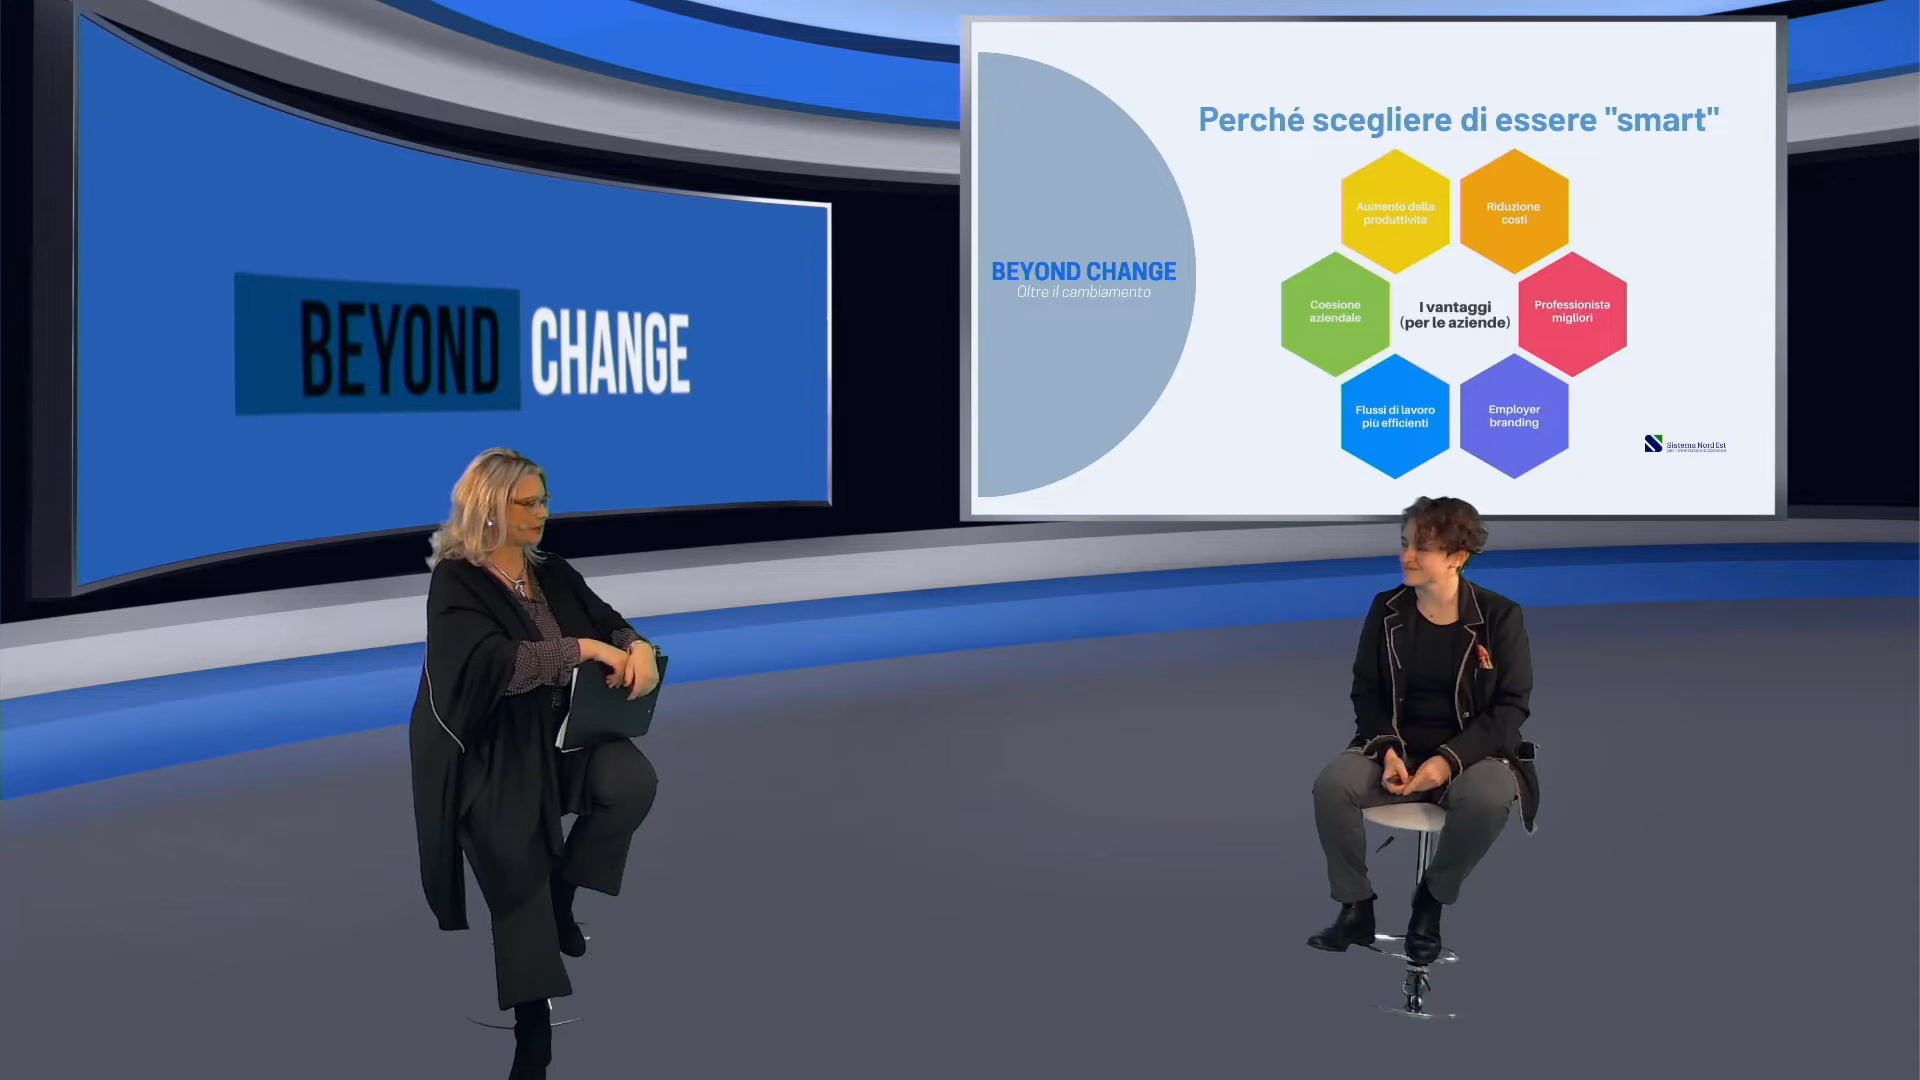 BEYOND CHANGE
Perché scegliere di essere "smart"
BEYOND CHANGE
Oltre il cambiamento
Aumento della
produttività
Riduzione
costi
Coesione
aziendale
I vantaggi
(per le aziende)
Professionistə
migliori
Flussi di lavoro
più efficienti
Employer
branding
Sistema Nord Est